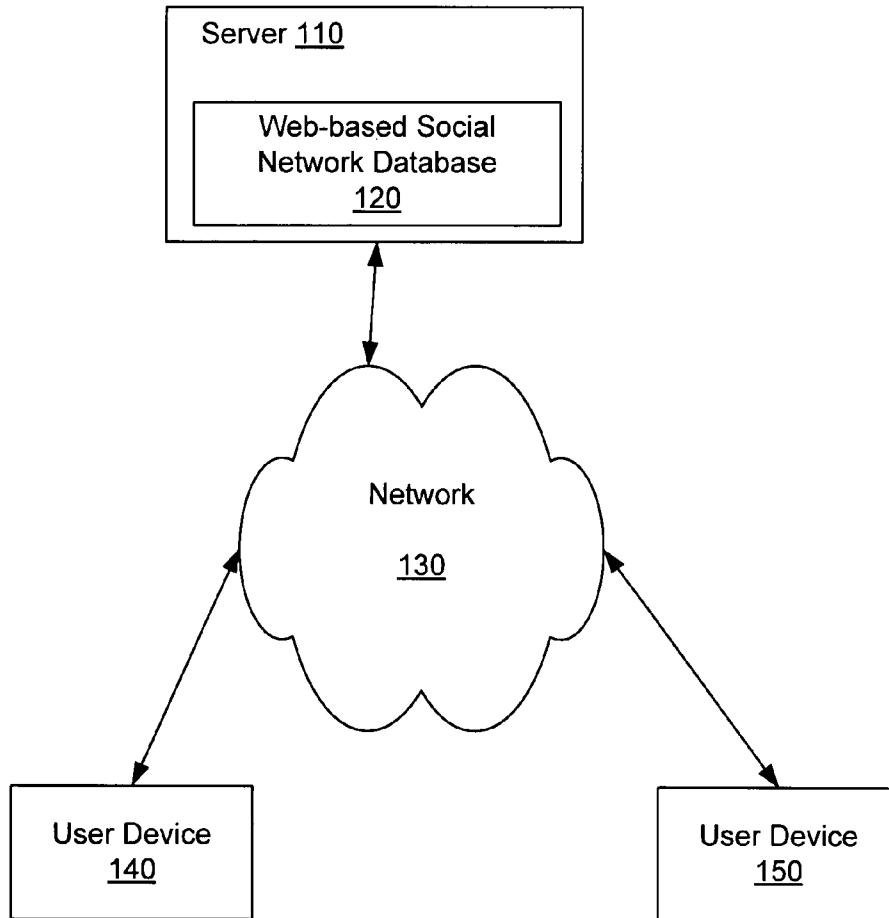 Server 110
Web-based Social
Network Database
120
Network
130
User Device
140
User Device
150